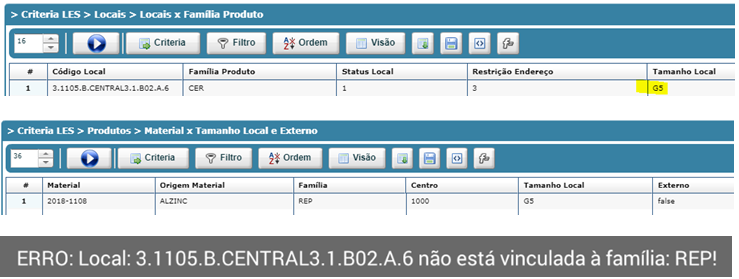 > Criteria LES > Locais > Locais x Família Produto
16 Criteria Filtro Ordem Visão
# Código Local Família Produto Status Local Restrição Endereço Tamanho Local
1 3.1105.B.CENTRAL3.1.B02.A.6 CER 1 3 G5
> Criteria LES > Produtos > Material x Tamanho Local e Externo
36 Criteria Filtro Ordem Visão
# Material Origem Material Família Centro Tamanho Local Externo
1 2018-1108 ALZINC REP 1000 G5 false
ERRO: Local: 3.1105.B.CENTRAL3.1.B02.A.6 não está vinculada à família: REP!